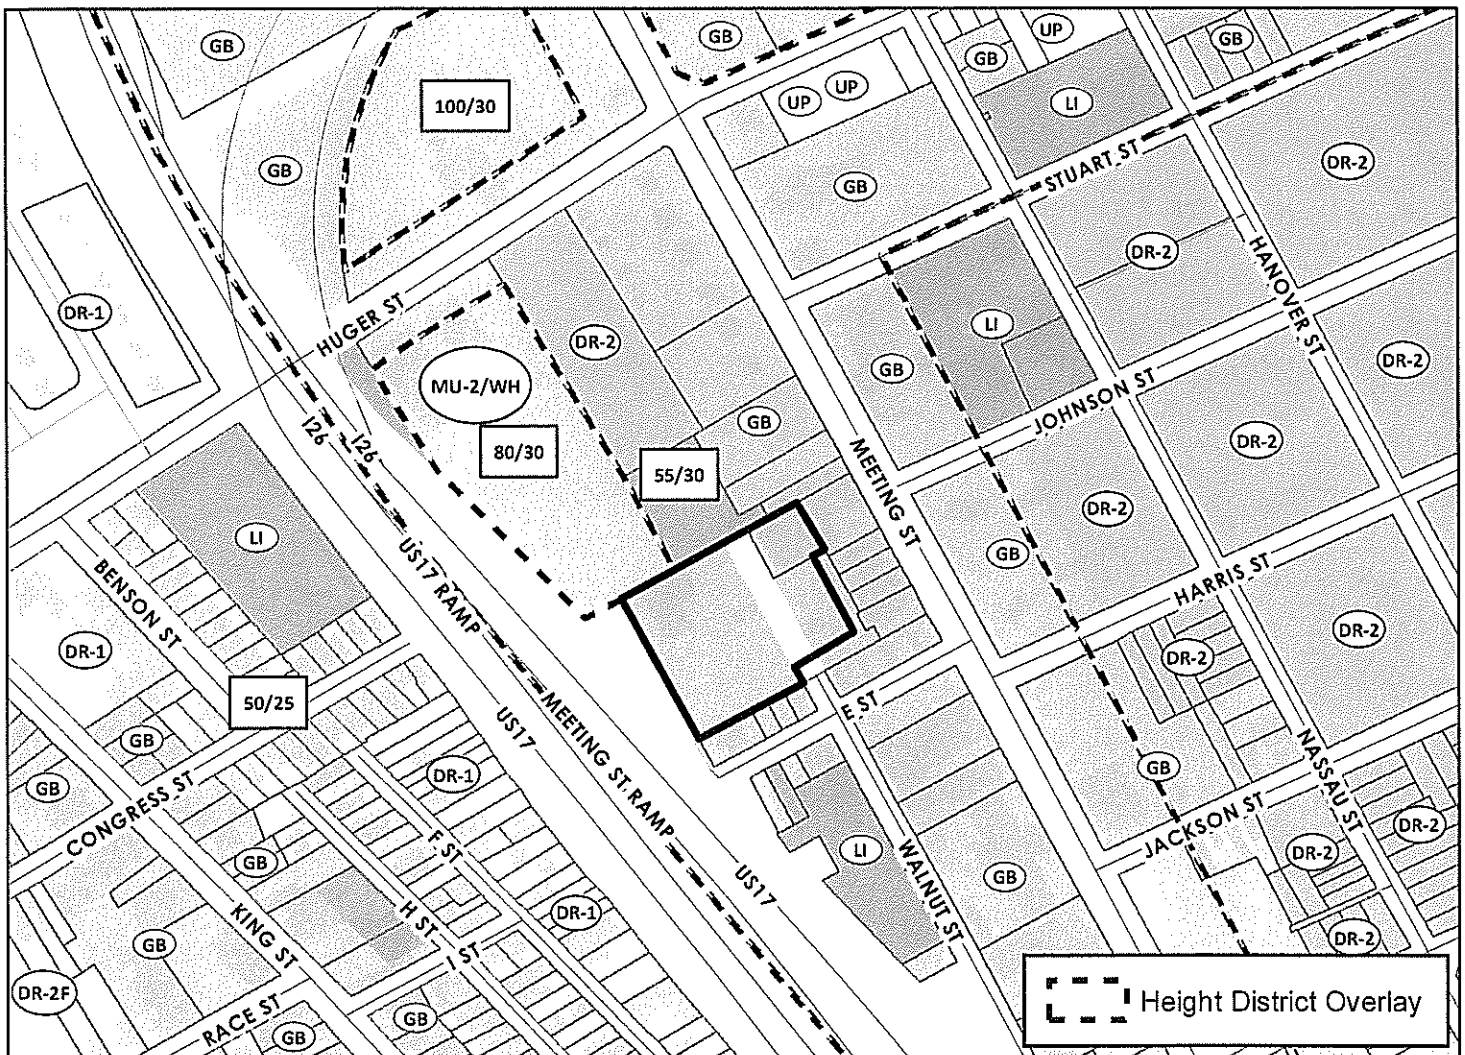 GB
GB
UP
GB
GB
100/30
UP
UP
LI
GB
GB
STUART ST
DR-2
DR-2
HANOVER ST
DR-1
HUGER ST
DR-2
LI
GB
DR-2
MU-2/WH
JOHNSON ST
GB
80/30
55/30
MEETING ST
DR-2
I26
I26
DR-2
LI
GB
US17 RAMP
HARRIS ST
BENSON ST
DR-1
DR-2
DR-2
50/25
E ST
MEETING ST. RAMP
US17
GB
GB
DR-1
GB
NASSAU ST
CONGRESS ST
JACKSON ST
DR-2
DR-2
F ST
GB
LI
WALNUT ST
US17
GB
KING ST
H ST
DR-1
GB
I ST
DR-2
DR-2F
RACE ST
GB
GB
Height District Overlay